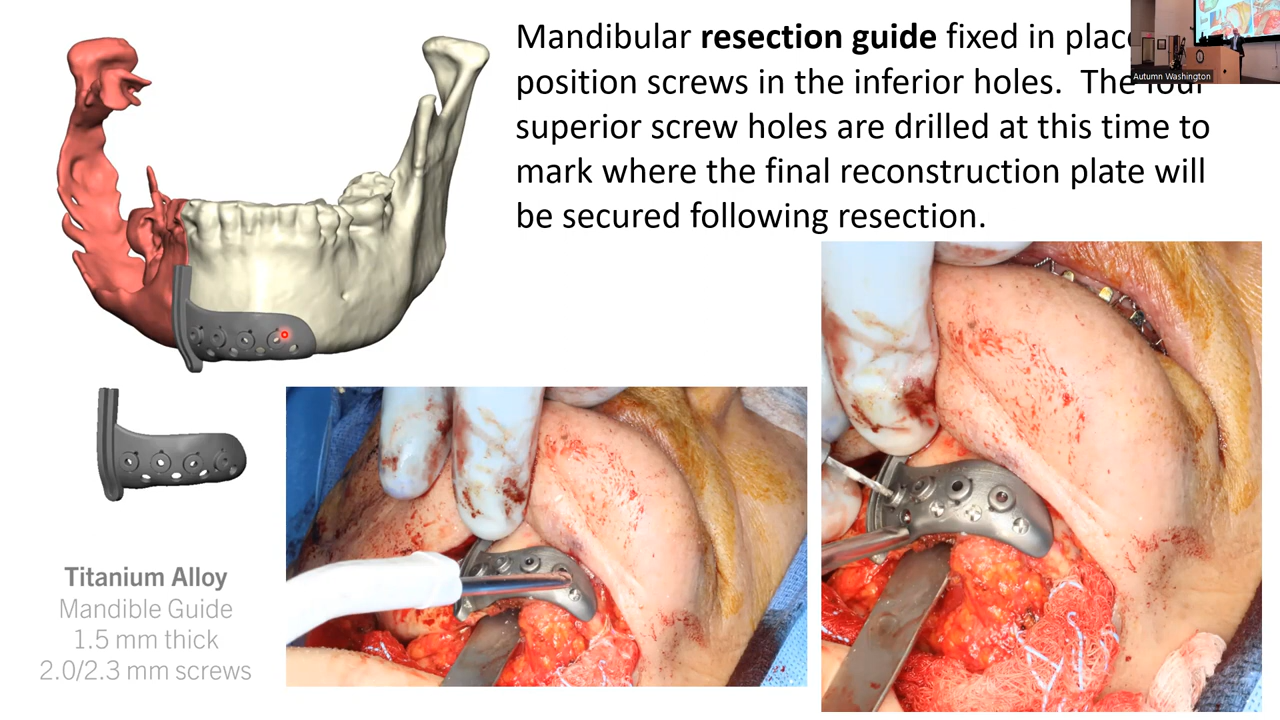 Mandibular resection guide fixed in place
position screws in the inferior holes. The four
superior screw holes are drilled at this time to
mark where the final reconstruction plate will
be secured following resection.
Autumn Washington
Titanium Alloy
Mandible Guide
1.5 mm thick
2.0/2.3 mm screws